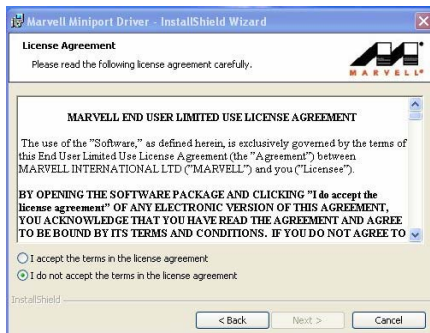 Marvell Miniport Driver - InstallShield Wizard
License Agreement
Please read the following license agreement carefully.
MARVELL®
MARVELL END USER LIMITED USE LICENSE AGREEMENT
The use of the "Software," as defined herein, is exclusively governed by the terms of
this End User Limited Use License Agreement (the "Agreement") between
MARVELL INTERNATIONAL LTD ("MARVELL") and you ("Licensee").
BY OPENING THE SOFTWARE PACKAGE AND CLICKING "I do accept the
license agreement" OF ANY ELECTRONIC VERSION OF THIS AGREEMENT,
YOU ACKNOWLEDGE THAT YOU HAVE READ THE AGREEMENT AND AGREE
TO BE BOUND BY ITS TERMS AND CONDITIONS. IF YOU DO NOT AGREE TO
I accept the terms in the license agreement
I do not accept the terms in the license agreement
InstallShield
< Back Next > Cancel